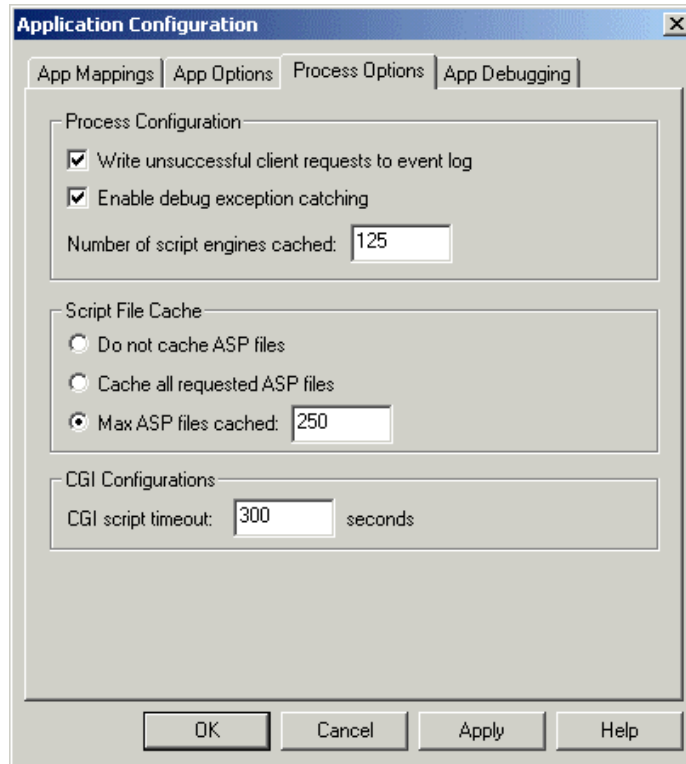 Application Configuration
App Mappings App Options Process Options App Debugging
Process Configuration
Write unsuccessful client requests to event log
Enable debug exception catching
Number of script engines cached: 125
Script File Cache
Do not cache ASP files
Cache all requested ASP files
Max ASP files cached: 250
CGI Configurations
CGI script timeout: 300 seconds
OK Cancel Apply Help